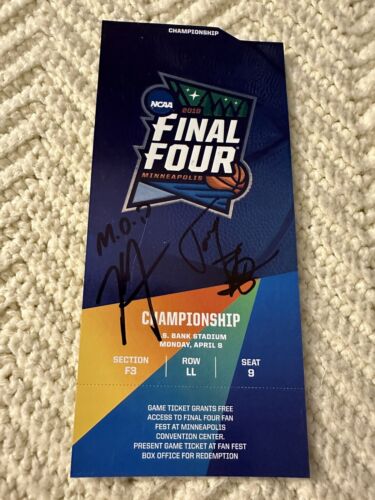 CHAMPIONSHIP
NCAA
2019
FINAL
FOUR
MINNEAPOLIS
M.O.P
CHAMPIONSHIP
S. BANK STADIUM
MONDAY, APRIL 8
SECTION ROW SEAT
F3 LL 9
GAME TICKET GRANTS FREE
ACCESS TO FINAL FOUR FAN
FEST AT MINNEAPOLIS
CONVENTION CENTER.
PRESENT GAME TICKET AT FAN FEST
BOX OFFICE FOR REDEMPTION